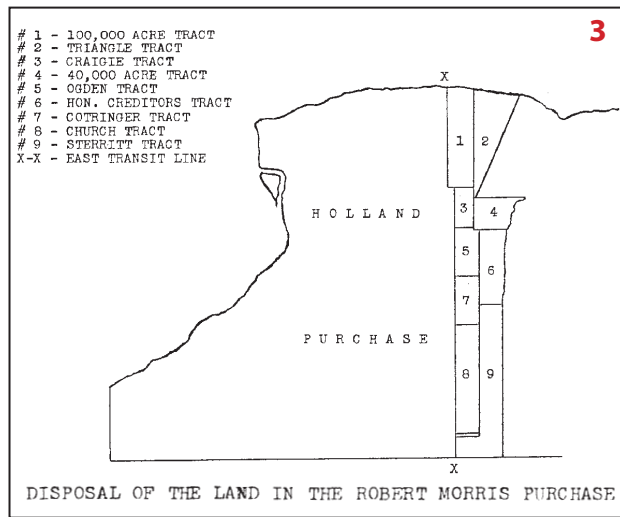 3
# 1 - 100,000 ACRE TRACT
# 2 - TRIANGLE TRACT
# 3 - CRAIGIE TRACT
# 4 - 40,000 ACRE TRACT
# 5 - OGDEN TRACT
# 6 - HON. CREDITORS TRACT
# 7 - COTRINGER TRACT
# 8 - CHURCH TRACT
# 9 - STERRITT TRACT
X-X - EAST TRANSIT LINE
X
1 2
3
4
HOLLAND
5
6
7
PURCHASE
8 9
X
DISPOSAL OF THE LAND IN THE ROBERT MORRIS PURCHASE